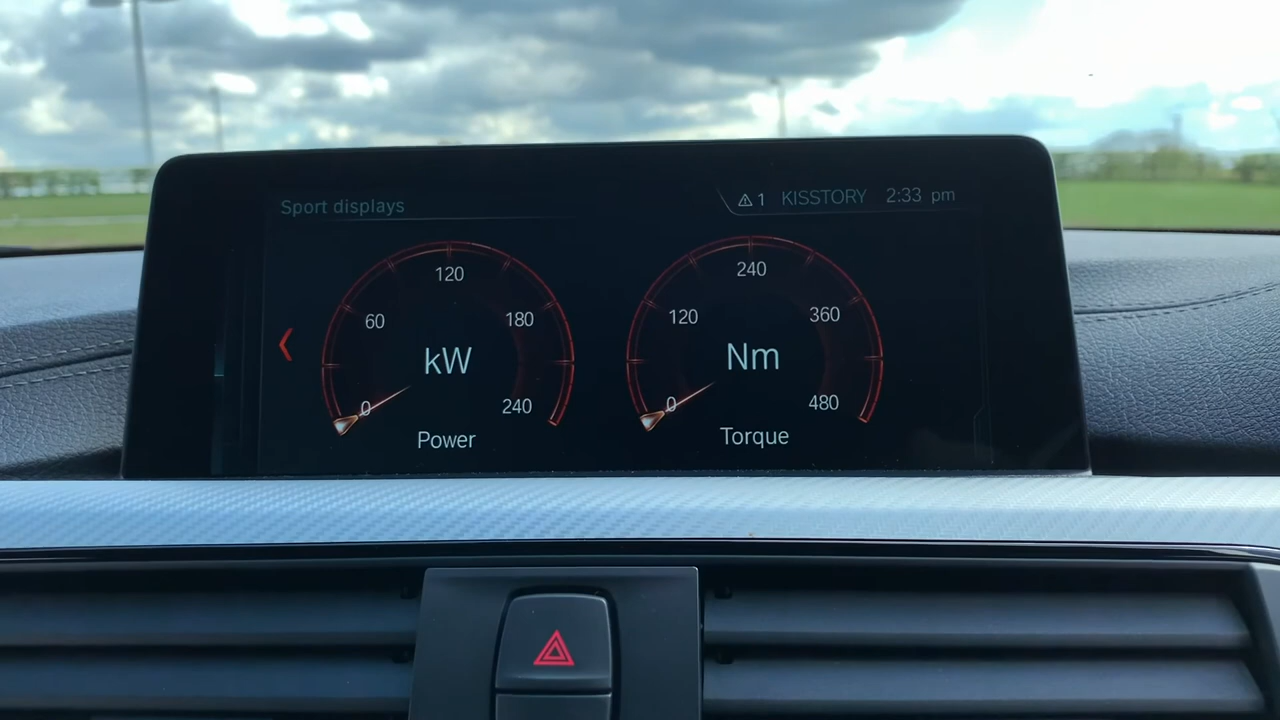 Sport displays
1 KISSTORY 2:33 pm
120
60
180
kW
0
240
Power
240
120
360
Nm
0
480
Torque